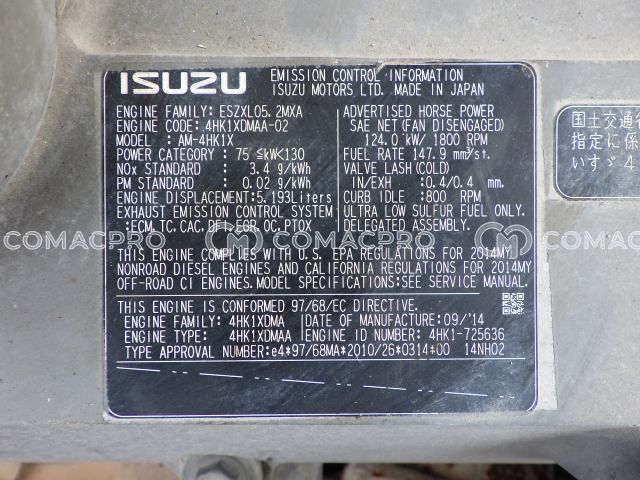 ISUZU EMISSION CONTROL INFORMATION
ISUZU MOTORS LTD. MADE IN JAPAN
ENGINE FAMILY: ESZXL05.2MXA
ENGINE CODE: 4HK1XDMAA-02
MODEL : AM-4HK1X
POWER CATEGORY : 75 ≦kW<130
NOx STANDARD : 3.4 g/kWh
PM STANDARD : 0.02 g/kWh
ENGINE DISPLACEMENT:5.193Liters
EXHAUST EMISSION CONTROL SYSTEM
:ECM,TC,CAC,DFI,EGR,OC,PTOX
ADVERTISED HORSE POWER
SAE NET(FAN DISENGAGED)
124.0 kW/ 1800 RPM
FUEL RATE 147.9 mm³/st.
VALVE LASH(COLD)
IN/EXH :0.4/0.4 mm.
CURB IDLE : 800 RPM
ULTRA LOW SULFUR FUEL ONLY.
DELEGATED ASSEMBLY.
THIS ENGINE COMPLIES WITH U.S. EPA REGULATIONS FOR 2014MY
NONROAD DIESEL ENGINES AND CALIFORNIA REGULATIONS FOR 2014MY
OFF-ROAD CI ENGINES. MODEL SPECIFICATIONS:SEE SERVICE MANUAL.
THIS ENGINE IS CONFORMED 97/68/EC DIRECTIVE.
ENGINE FAMILY: 4HK1XDMA DATE OF MANUFACTURE:09/'14
ENGINE TYPE: 4HK1XDMAA ENGINE NUMBER: 4HK1-725636
TYPE APPROVAL NUMBER:e4*97/68MA*2010/26*0314*00 14NH02
国土交通省
指定に係
いすゞ4
COMACPRO COMACPRO COMACPRO